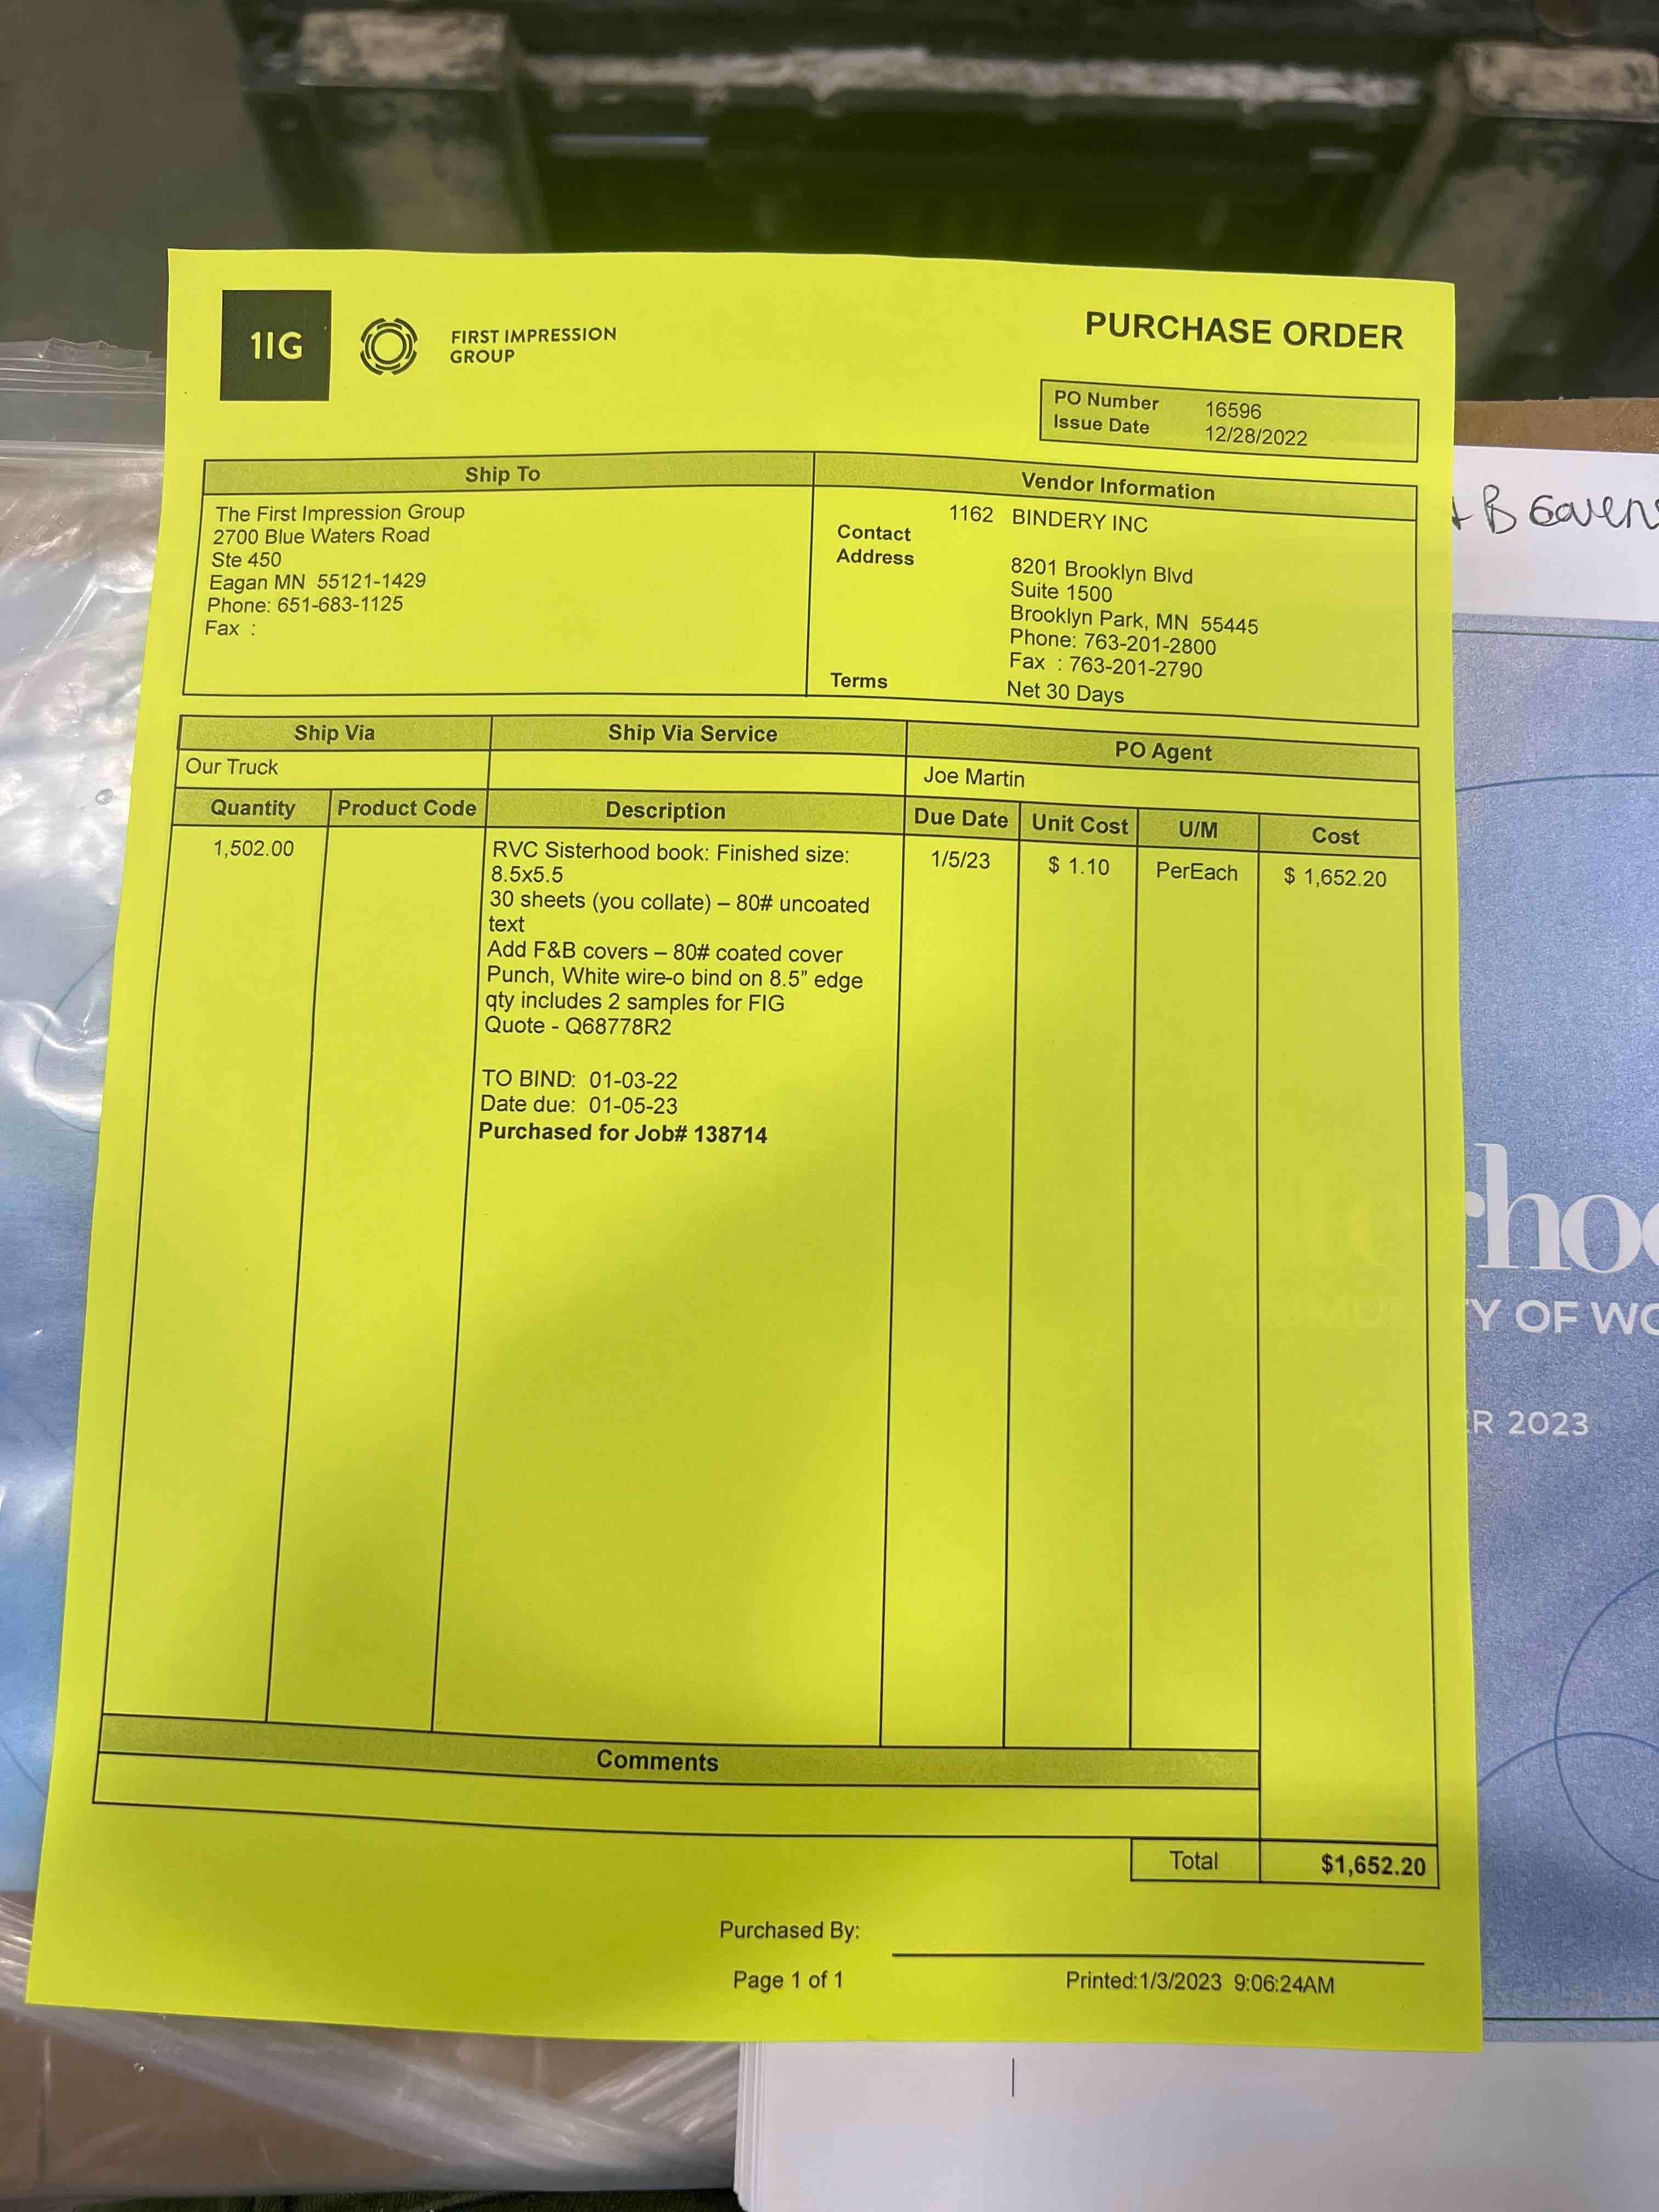 1IG
FIRST IMPRESSION
GROUP
PURCHASE ORDER
PO Number 16596
Issue Date 12/28/2022
Ship To
The First Impression Group
2700 Blue Waters Road
Ste 450
Eagan MN 55121-1429
Phone: 651-683-1125
Fax :
Vendor Information
1162 BINDERY INC
Contact
Address
8201 Brooklyn Blvd
Suite 1500
Brooklyn Park, MN 55445
Phone: 763-201-2800
Fax : 763-201-2790
Terms Net 30 Days
Ship Via Ship Via Service PO Agent
Our Truck Joe Martin
Quantity Product Code Description Due Date Unit Cost U/M Cost
1,502.00 RVC Sisterhood book: Finished size: 1/5/23 $ 1.10 PerEach $ 1,652.20
8.5x5.5
30 sheets (you collate) – 80# uncoated
text
Add F&B covers – 80# coated cover
Punch, White wire-o bind on 8.5” edge
qty includes 2 samples for FIG
Quote - Q68778R2
TO BIND: 01-03-22
Date due: 01-05-23
Purchased for Job# 138714
Comments
Total $1,652.20
Purchased By:
Page 1 of 1 Printed:1/3/2023 9:06:24AM
B
rhoo
TY OF WO
ER 2023